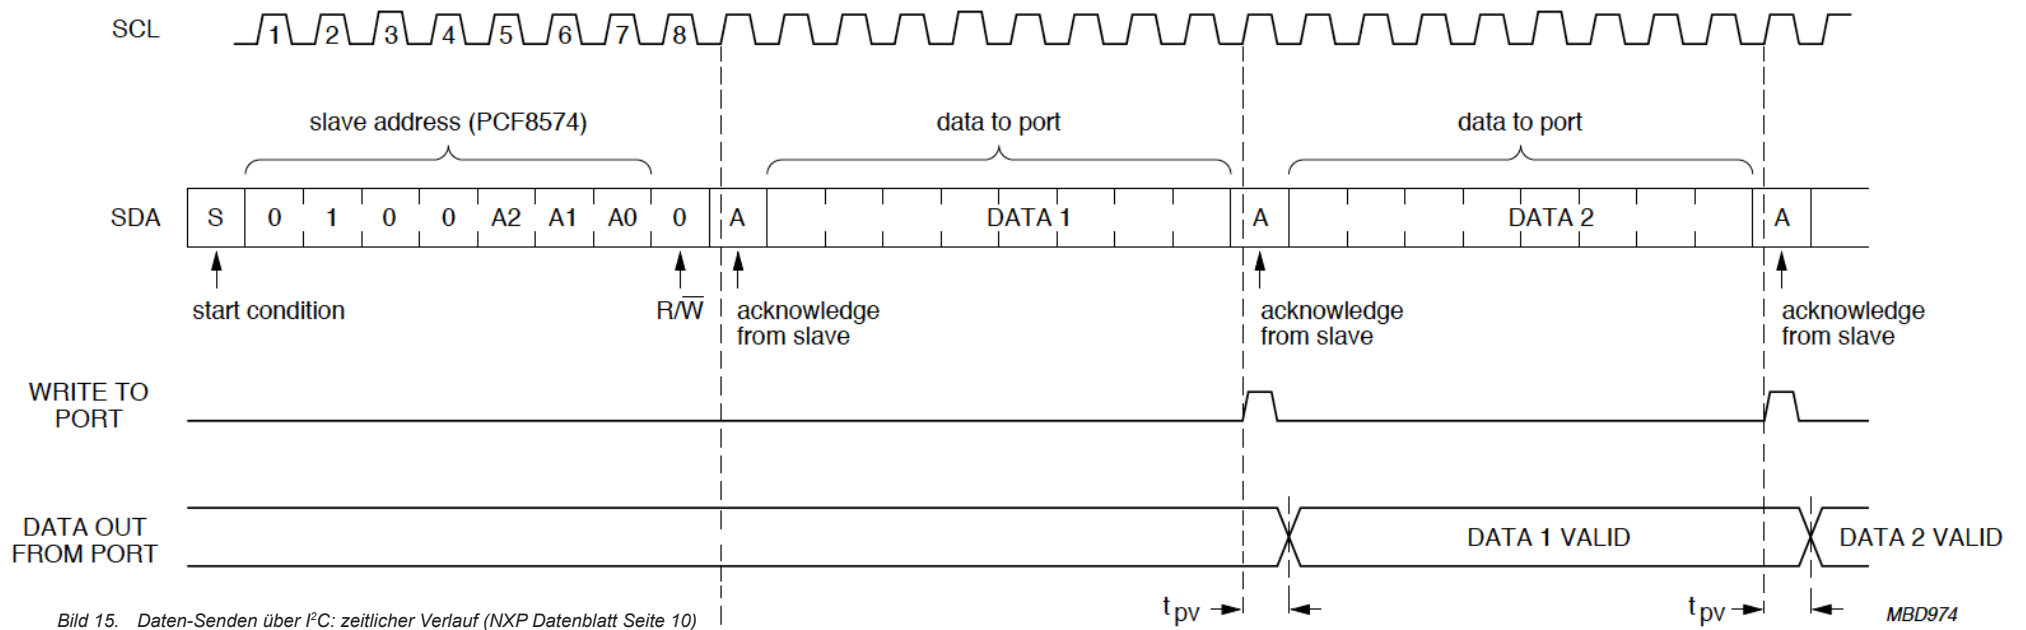 SCL
1 2 3 4 5 6 7 8
slave address (PCF8574)
data to port
data to port
SDA
S 0 1 0 0 A2 A1 A0 0 A DATA 1 A DATA 2 A
start condition
R/W̅
acknowledge
from slave
acknowledge
from slave
acknowledge
from slave
WRITE TO
PORT
DATA OUT
FROM PORT
DATA 1 VALID
DATA 2 VALID
tpv
tpv
MBD974
Bild 15. Daten-Senden über I²C: zeitlicher Verlauf (NXP Datenblatt Seite 10)